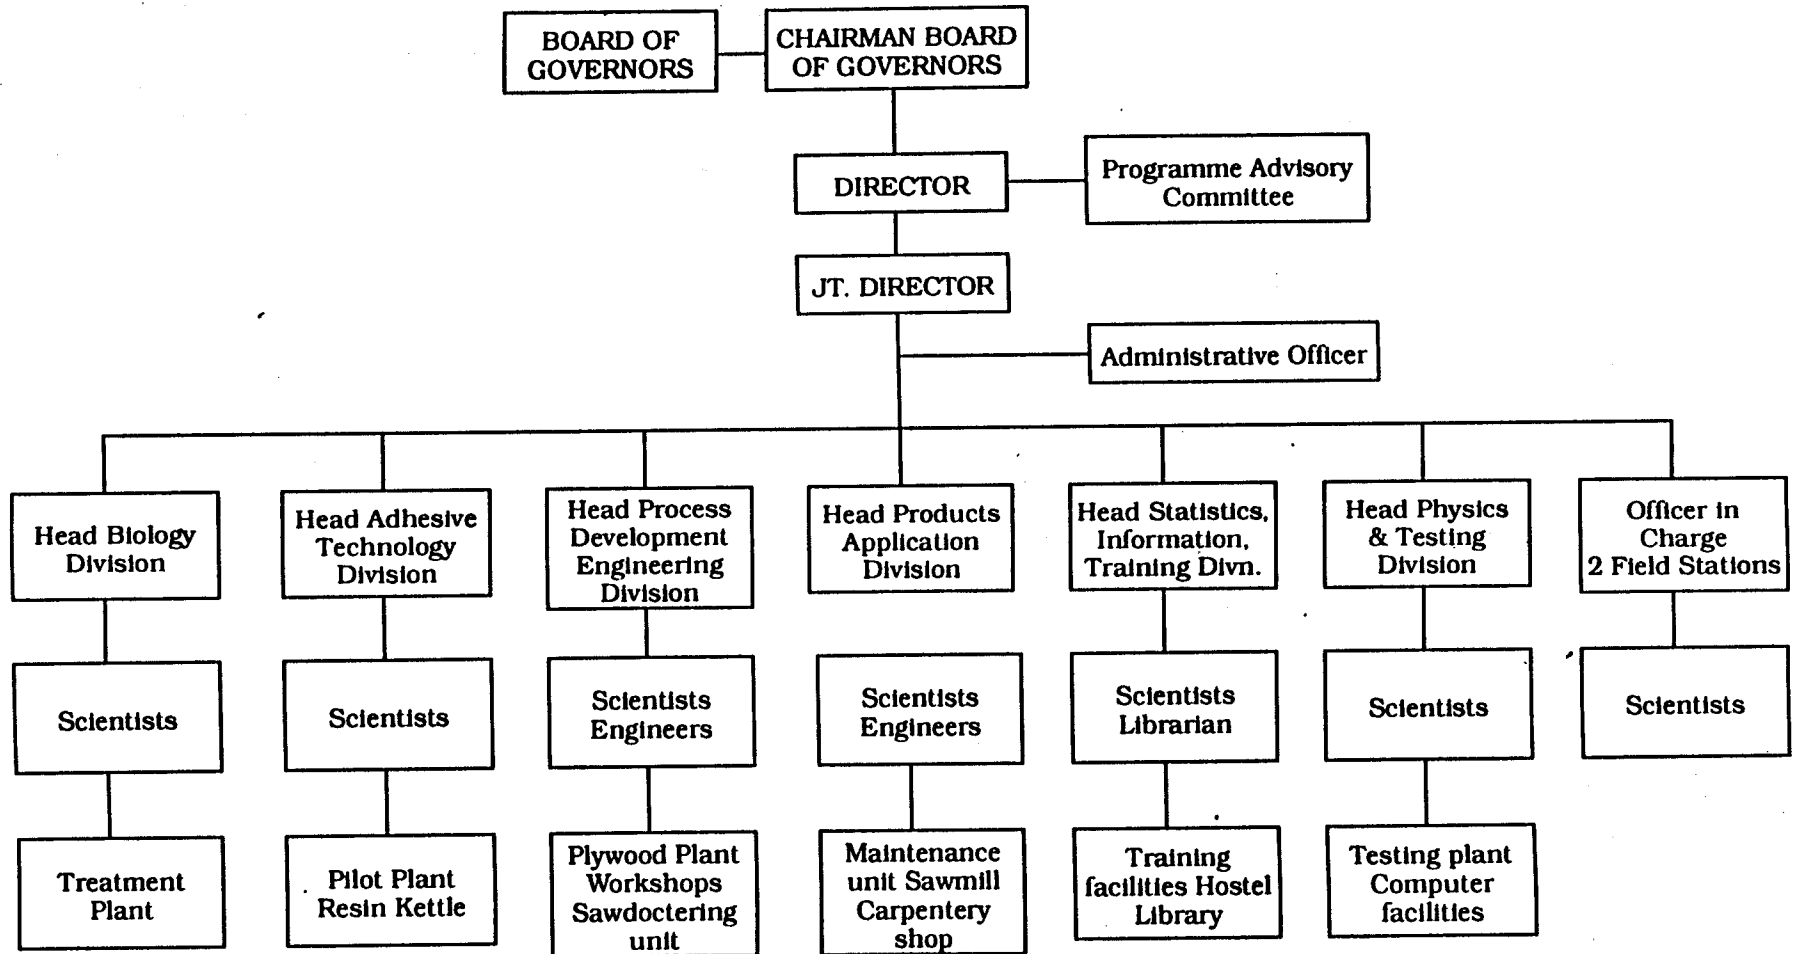 BOARD OF
GOVERNORS
CHAIRMAN BOARD
OF GOVERNORS
DIRECTOR
Programme Advisory
Committee
JT. DIRECTOR
Administrative Officer
Head Biology
Division
Head Adhesive
Technology
Division
Head Process
Development
Engineering
Division
Head Products
Application
Division
Head Statistics,
Information,
Training Divn.
Head Physics
& Testing
Division
Officer in
Charge
2 Field Stations
Scientists
Scientists
Scientists
Engineers
Scientists
Engineers
Scientists
Librarian
Scientists
Scientists
Treatment
Plant
Pilot Plant
Resin Kettle
Plywood Plant
Workshops
Sawdoctering
unit
Maintenance
unit Sawmill
Carpentery
shop
Training
facilities Hostel
Library
Testing plant
Computer
facilities